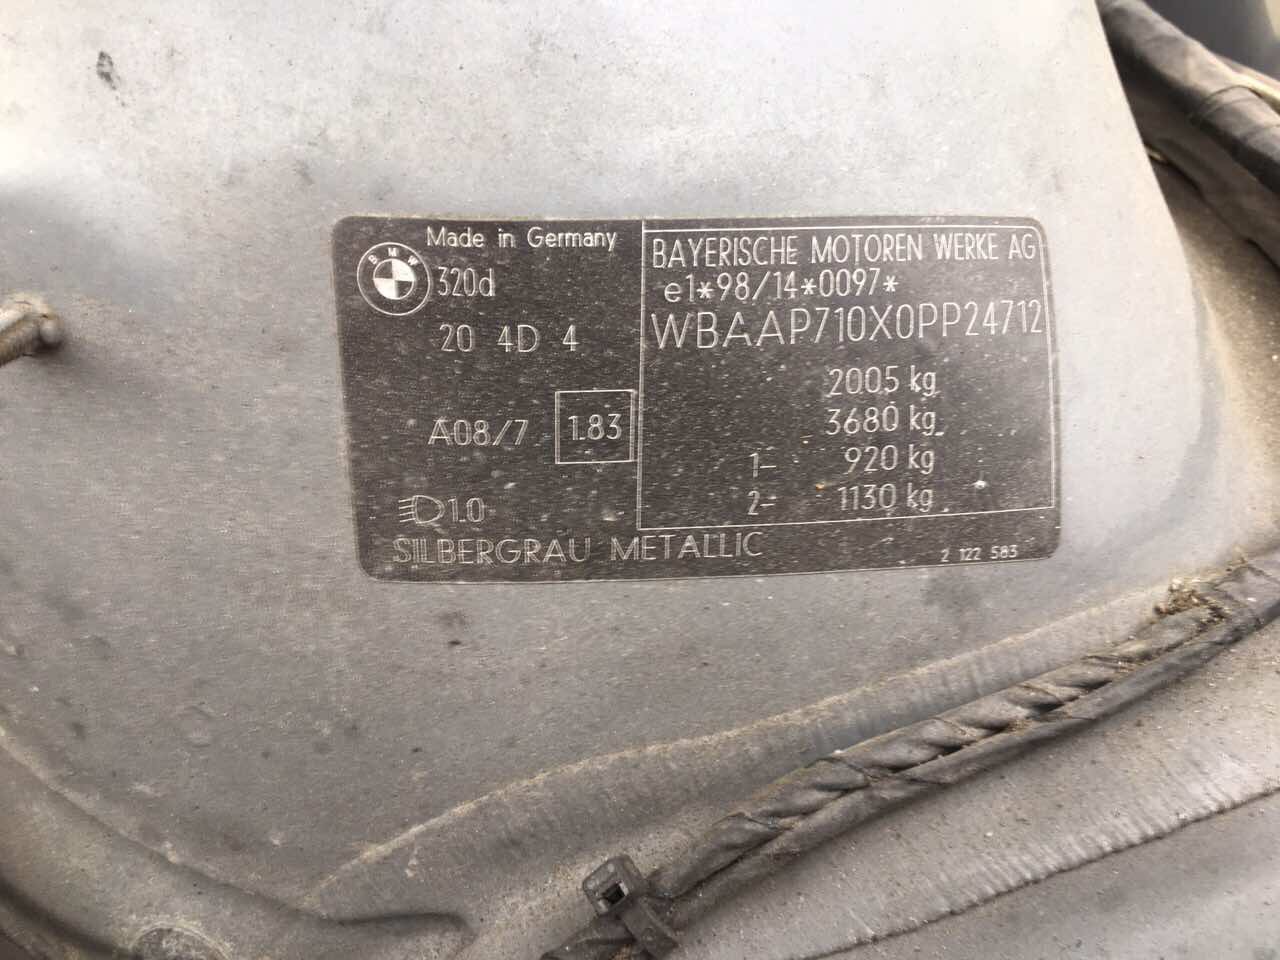 Made in Germany
BMW
320d
20 4D 4
A08/7 1.83
1.0
BAYERISCHE MOTOREN WERKE AG
e1*98/14*0097*
WBAAP710X0PP24712
2005 kg
3680 kg
1- 920 kg
2- 1130 kg
SILBERGRAU METALLIC
2 122 583